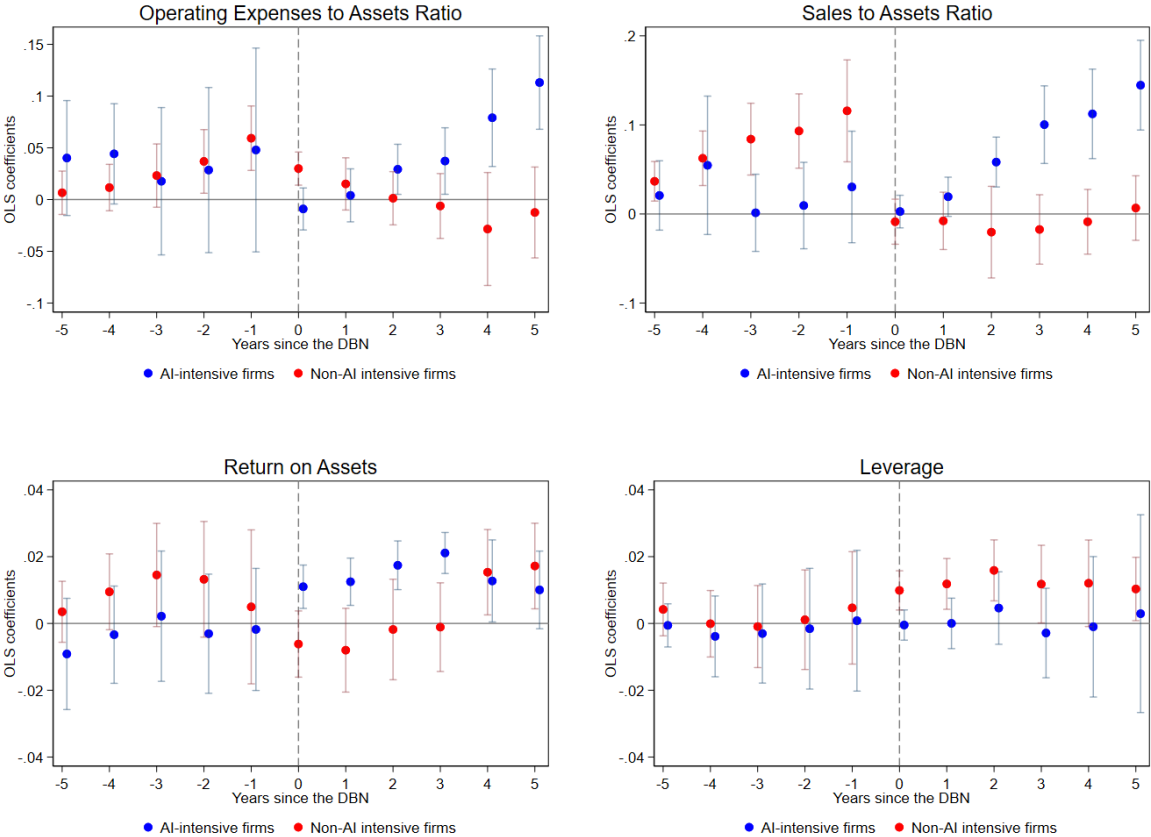 Operating Expenses to Assets Ratio
OLS coefficients
.15
.1
.05
0
-.05
-.1
-5 -4 -3 -2 -1 0 1 2 3 4 5
Years since the DBN
AI-intensive firms Non-AI intensive firms
Sales to Assets Ratio
OLS coefficients
.2
.1
0
-.1
-5 -4 -3 -2 -1 0 1 2 3 4 5
Years since the DBN
AI-intensive firms Non-AI intensive firms
Return on Assets
OLS coefficients
.04
.02
0
-.02
-.04
-5 -4 -3 -2 -1 0 1 2 3 4 5
Years since the DBN
AI-intensive firms Non-AI intensive firms
Leverage
OLS coefficients
.04
.02
0
-.02
-.04
-5 -4 -3 -2 -1 0 1 2 3 4 5
Years since the DBN
AI-intensive firms Non-AI intensive firms